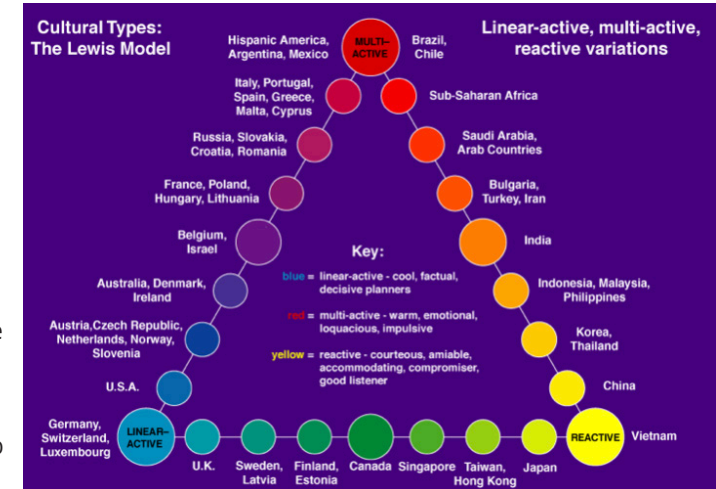 Cultural Types:
The Lewis Model
Linear-active, multi-active,
reactive variations
Hispanic America,
Argentina, Mexico
MULTI-
ACTIVE
Brazil,
Chile
Italy, Portugal,
Spain, Greece,
Malta, Cyprus
Sub-Saharan Africa
Russia, Slovakia,
Croatia, Romania
Saudi Arabia,
Arab Countries
France, Poland,
Hungary, Lithuania
Bulgaria,
Turkey, Iran
Belgium,
Israel
India
Key:
blue = linear-active - cool, factual,
decisive planners
red = multi-active - warm, emotional,
loquacious, impulsive
yellow = reactive - courteous, amiable,
accommodating, compromiser,
good listener
Australia, Denmark,
Ireland
Indonesia, Malaysia,
Philippines
Austria,Czech Republic,
Netherlands, Norway,
Slovenia
Korea,
Thailand
U.S.A.
China
Germany,
Switzerland,
Luxembourg
LINEAR-
ACTIVE
REACTIVE
Vietnam
U.K.
Sweden,
Latvia
Finland,
Estonia
Canada
Singapore
Taiwan,
Hong Kong
Japan